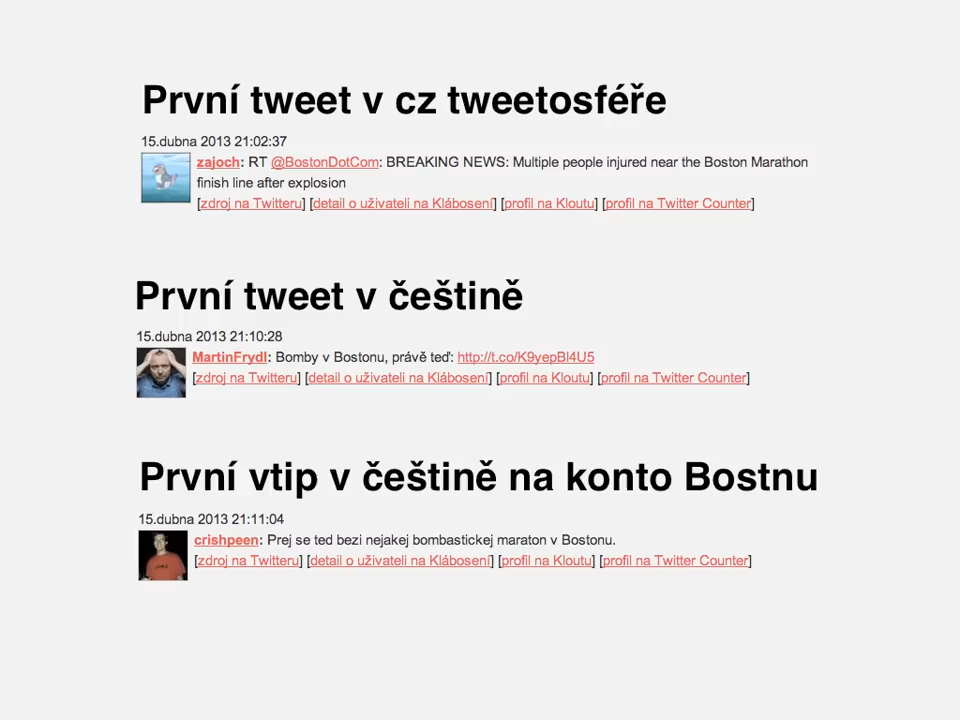 První tweet v cz tweetosféře
15.dubna 2013 21:02:37
zajoch: RT @BostonDotCom: BREAKING NEWS: Multiple people injured near the Boston Marathon
finish line after explosion
[zdroj na Twitteru] [detail o uživateli na Klábosení] [profil na Kloutu] [profil na Twitter Counter]
První tweet v češtině
15.dubna 2013 21:10:28
MartinFrydl: Bomby v Bostonu, právě teď: http://t.co/K9yepBl4U5
[zdroj na Twitteru] [detail o uživateli na Klábosení] [profil na Kloutu] [profil na Twitter Counter]
První vtip v češtině na konto Bostnu
15.dubna 2013 21:11:04
crishpeen: Prej se ted bezi nejakej bombastickej maraton v Bostonu.
[zdroj na Twitteru] [detail o uživateli na Klábosení] [profil na Kloutu] [profil na Twitter Counter]